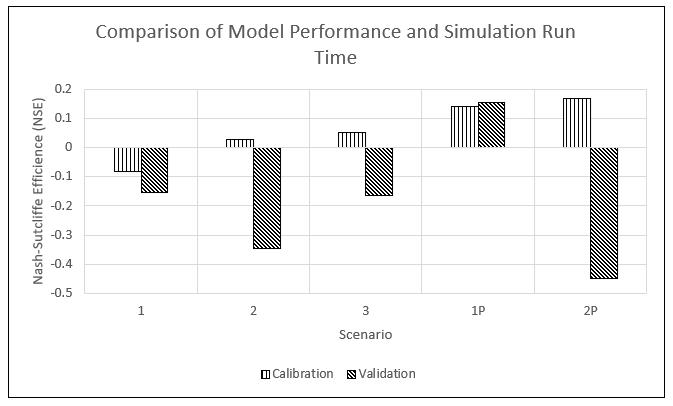 Comparison of Model Performance and Simulation Run
Time
Nash-Sutcliffe Efficience (NSE)
0.2
0.1
0
-0.1
-0.2
-0.3
-0.4
-0.5
1 2 3 1P 2P
Scenario
Calibration Validation